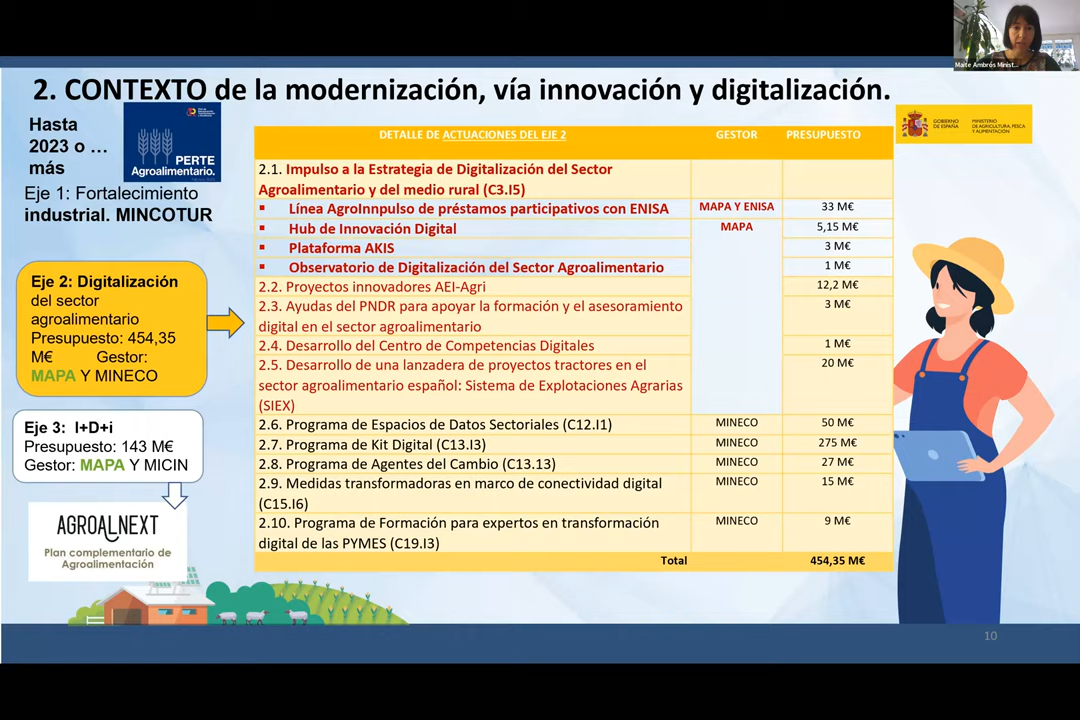 Maite Ambrós Minist...
2. CONTEXTO de la modernización, vía innovación y digitalización.
Hasta
2023 o …
más
PERTE
Agroalimentario.
GOBIERNO
DE ESPAÑA
MINISTERIO
DE AGRICULTURA, PESCA
Y ALIMENTACIÓN
Eje 1: Fortalecimiento
industrial. MINCOTUR
Eje 2: Digitalización
del sector
agroalimentario
Presupuesto: 454,35
M€ Gestor:
MAPA Y MINECO
Eje 3: I+D+i
Presupuesto: 143 M€
Gestor: MAPA Y MICIN
AGROALNEXT
Plan complementario de
Agroalimentación
DETALLE DE ACTUACIONES DEL EJE 2 GESTOR PRESUPUESTO
2.1. Impulso a la Estrategia de Digitalización del Sector
Agroalimentario y del medio rural (C3.I5)
▪ Línea AgroInnpulso de préstamos participativos con ENISA MAPA Y ENISA 33 M€
▪ Hub de Innovación Digital MAPA 5,15 M€
▪ Plataforma AKIS 3 M€
▪ Observatorio de Digitalización del Sector Agroalimentario 1 M€
2.2. Proyectos innovadores AEI-Agri 12,2 M€
2.3. Ayudas del PNDR para apoyar la formación y el asesoramiento 3 M€
digital en el sector agroalimentario
2.4. Desarrollo del Centro de Competencias Digitales 1 M€
2.5. Desarrollo de una lanzadera de proyectos tractores en el 20 M€
sector agroalimentario español: Sistema de Explotaciones Agrarias
(SIEX)
2.6. Programa de Espacios de Datos Sectoriales (C12.I1) MINECO 50 M€
2.7. Programa de Kit Digital (C13.I3) MINECO 275 M€
2.8. Programa de Agentes del Cambio (C13.13) MINECO 27 M€
2.9. Medidas transformadoras en marco de conectividad digital MINECO 15 M€
(C15.I6)
2.10. Programa de Formación para expertos en transformación MINECO 9 M€
digital de las PYMES (C19.I3)
Total 454,35 M€
10